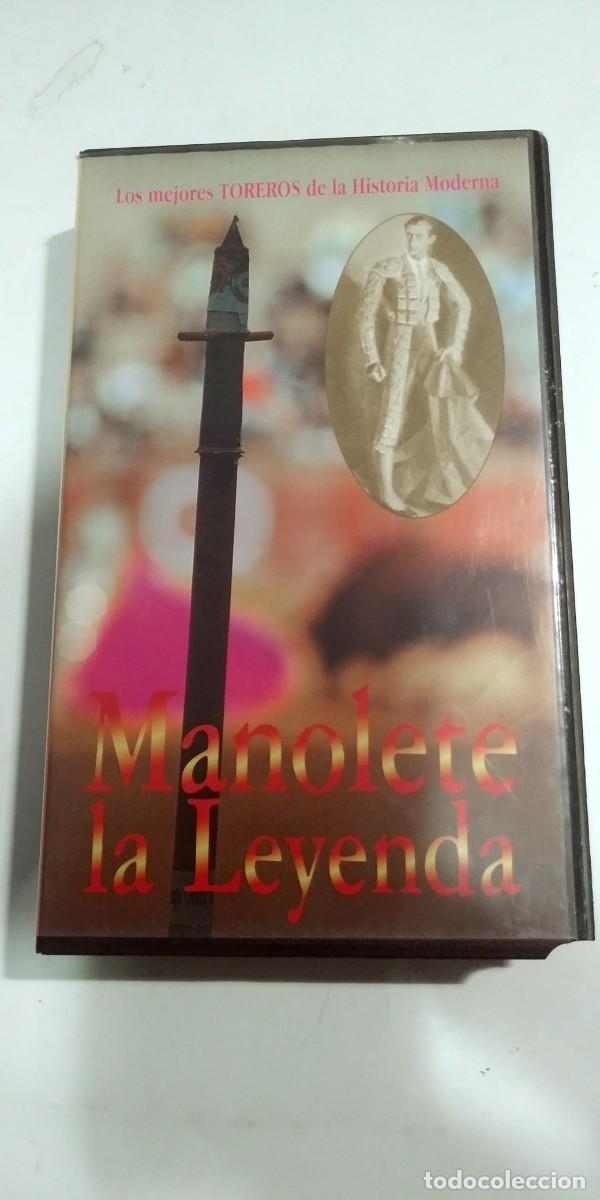 Los mejores TOREROS de la Historia Moderna
Manolete
la Leyenda
todocoleccion